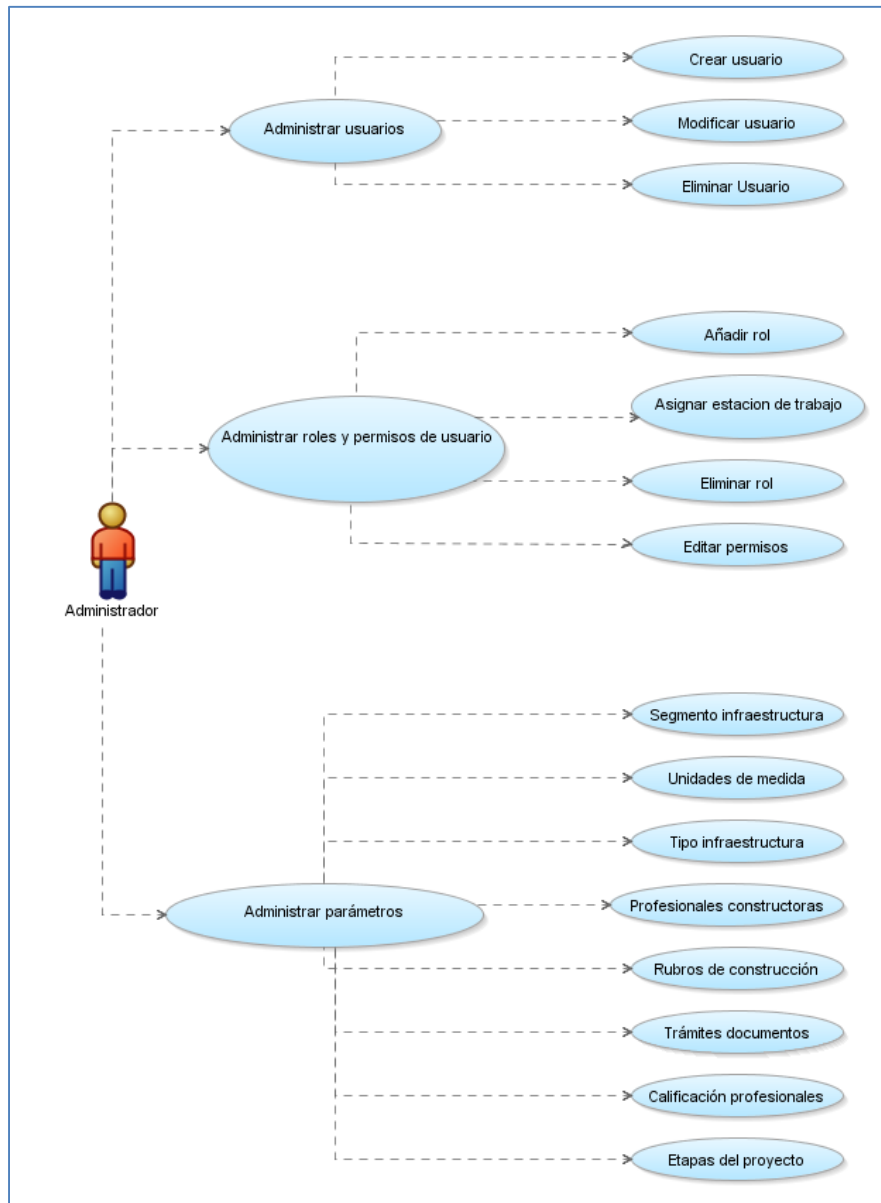 Crear usuario
Administrar usuarios
Modificar usuario
Eliminar Usuario
Añadir rol
Asignar estacion de trabajo
Administrar roles y permisos de usuario
Eliminar rol
Editar permisos
Administrador
Segmento infraestructura
Unidades de medida
Tipo infraestructura
Administrar parámetros
Profesionales constructoras
Rubros de construcción
Trámites documentos
Calificación profesionales
Etapas del proyecto